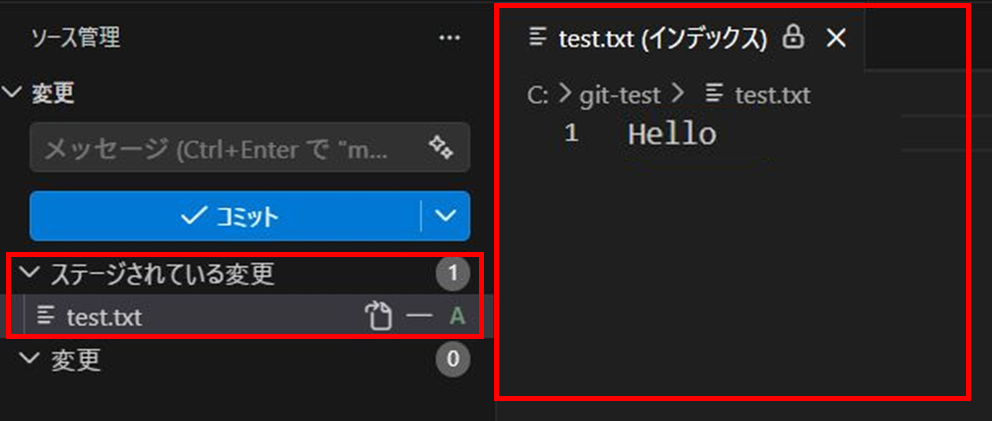 ソース管理
変更
メッセージ (Ctrl+Enter で "m...
コミット
ステージされている変更 1
test.txt A
変更 0
test.txt (インデックス)
C: > git-test > test.txt
1 Hello